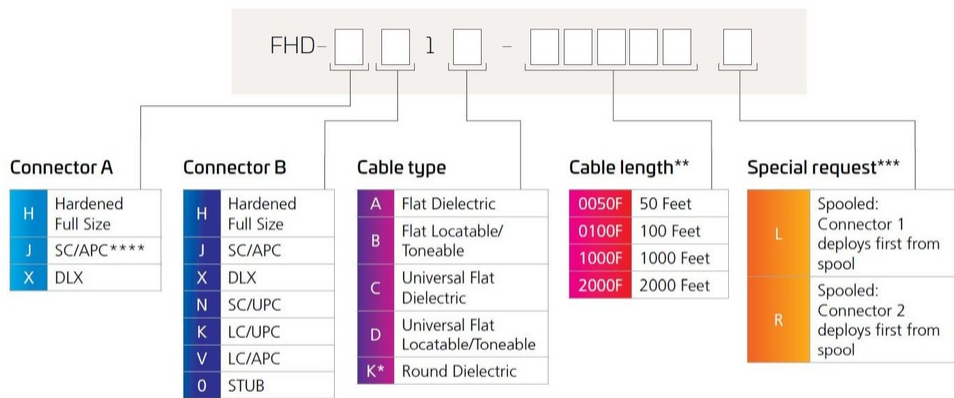 FHD- 1 -
Connector A
H Hardened
Full Size
J SC/APC****
X DLX
Connector B
H Hardened
Full Size
J SC/APC
X DLX
N SC/UPC
K LC/UPC
V LC/APC
0 STUB
Cable type
A Flat Dielectric
B Flat Locatable/
Toneable
C Universal Flat
Dielectric
D Universal Flat
Locatable/Toneable
K* Round Dielectric
Cable length**
0050F 50 Feet
0100F 100 Feet
1000F 1000 Feet
2000F 2000 Feet
Special request***
L Spooled:
Connector 1
deploys first from
spool
R Spooled:
Connector 2
deploys first from
spool